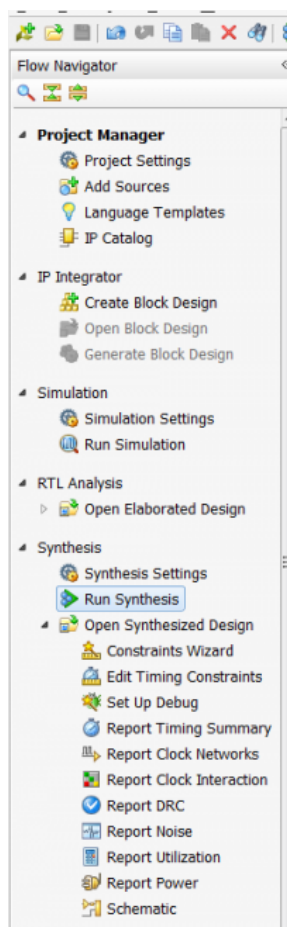 Flow Navigator
Project Manager
Project Settings
Add Sources
Language Templates
IP Catalog
IP Integrator
Create Block Design
Open Block Design
Generate Block Design
Simulation
Simulation Settings
Run Simulation
RTL Analysis
Open Elaborated Design
Synthesis
Synthesis Settings
Run Synthesis
Open Synthesized Design
Constraints Wizard
Edit Timing Constraints
Set Up Debug
Report Timing Summary
Report Clock Networks
Report Clock Interaction
Report DRC
Report Noise
Report Utilization
Report Power
Schematic